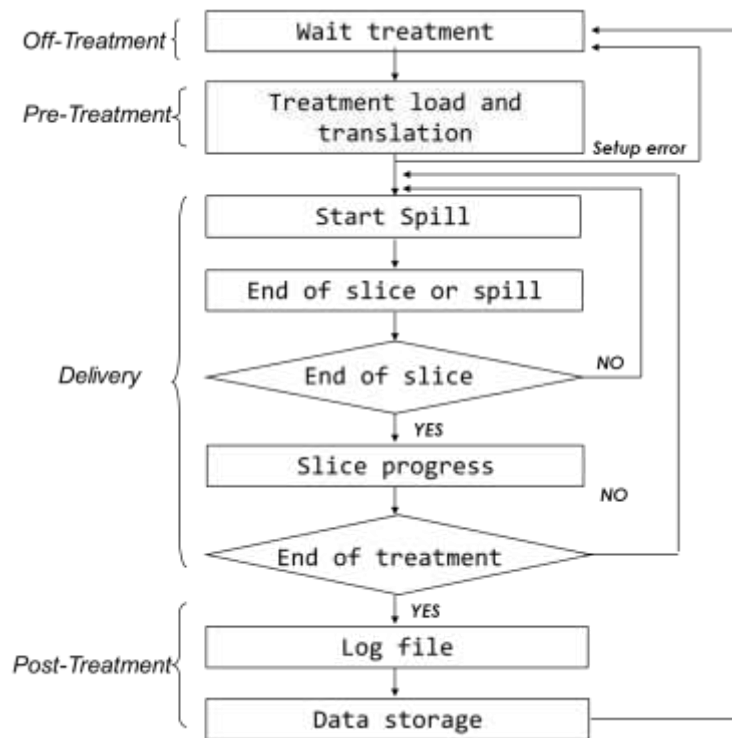 Off-Treatment
Wait treatment
Pre-Treatment
Treatment load and
translation
Setup error
Start Spill
End of slice or spill
Delivery
End of slice
NO
YES
Slice progress
NO
End of treatment
YES
Post-Treatment
Log file
Data storage